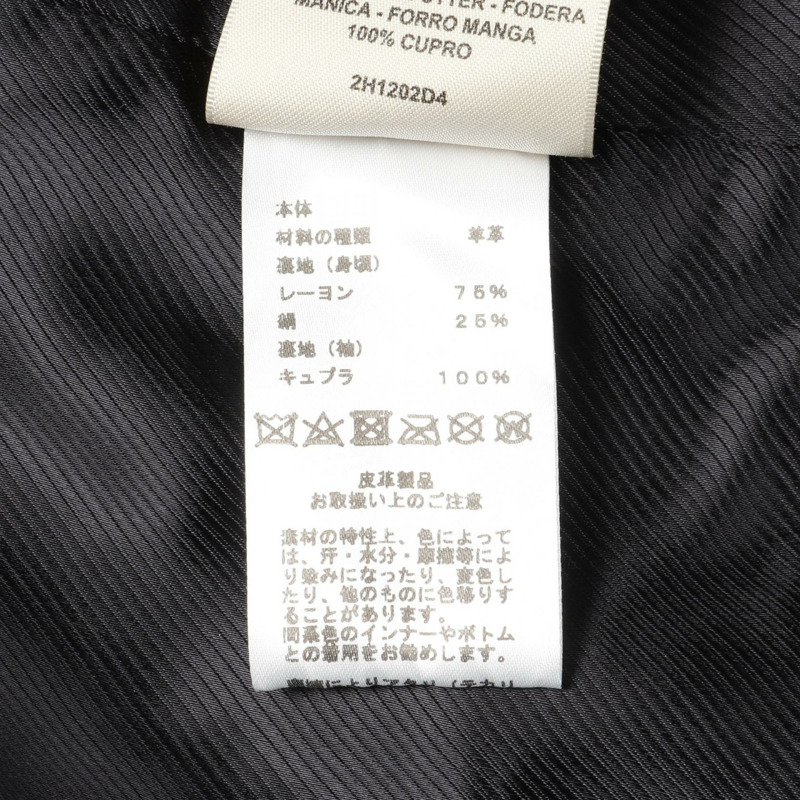 FODERA
MANICA - FORRO MANGA
100% CUPRO
2H1202D4
本体
材料の種類 羊革
裏地（身頃）
レーヨン 75%
絹 25%
裏地（袖）
キュプラ 100%
皮革製品
お取扱い上のご注意
素材の特性上、色によって
は、汗・水分・摩擦等によ
り染みになったり、変色し
たり、他のものに色移りす
ることがあります。
同系色のインナーやボトム
との着用をお勧めします。